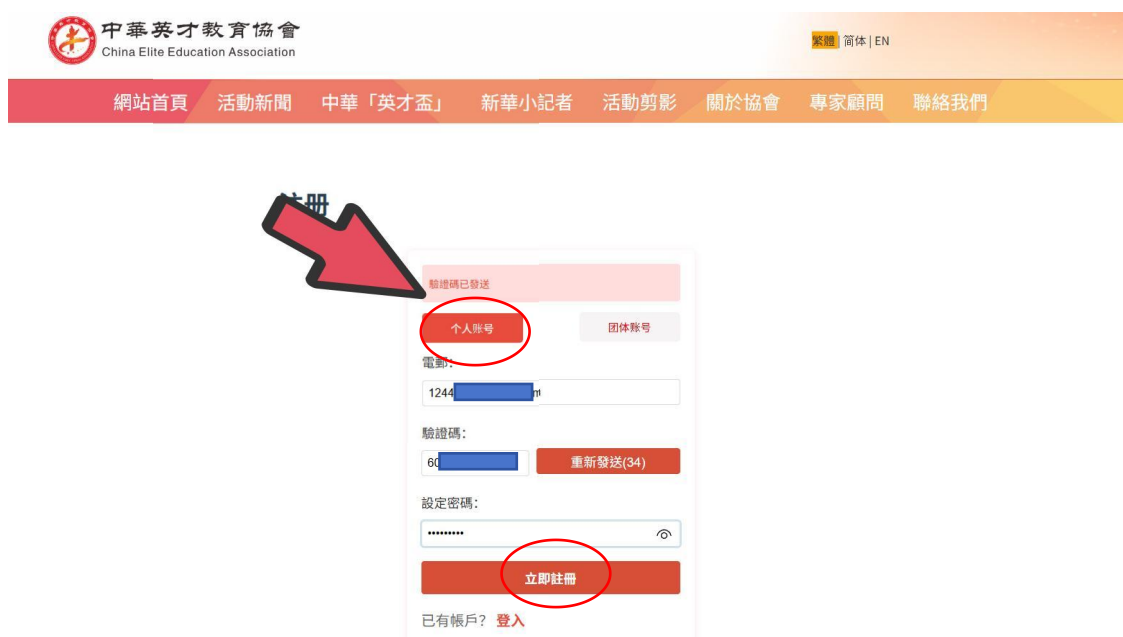 中華英才教育協會
China Elite Education Association
繁體 | 简体 | EN
網站首頁 活動新聞 中華「英才盃」 新華小記者 活動剪影 關於協會 專家顧問 聯絡我們
註册
驗證碼已發送
个人账号 团体账号
電郵：
1244
驗證碼：
60 重新發送(34)
設定密碼：
•••••••••
立即註冊
已有帳戶？ 登入